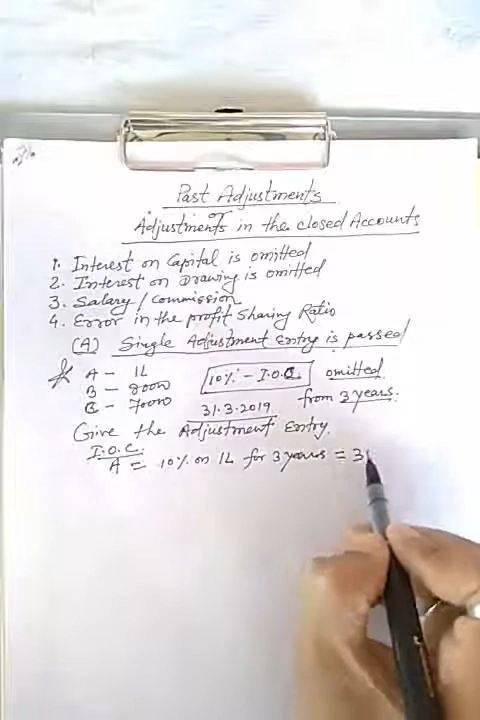 Past Adjustments
Adjustments in the closed Accounts
1. Interest on Capital is omitted
2. Interest on Drawing is omitted
3. Salary / Commission
4. Error in the profit Sharing Ratio
(A) Single Adjustment Entry is passed
A - 1L 10% - I.O.C. omitted
B - 80000
C - 70000 31.3.2019 from 3 years.
Give the Adjustment Entry.
I.O.C.
A = 10% on 1L for 3 years = 3